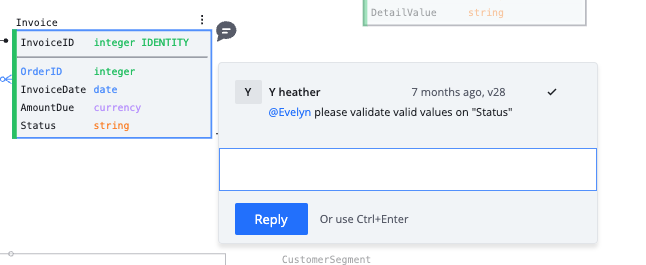 DetailValue string
Invoice
InvoiceID integer IDENTITY
OrderID integer
InvoiceDate date
AmountDue currency
Status string
Y Y heather 7 months ago, v28
@Evelyn please validate valid values on "Status"
Reply Or use Ctrl+Enter
CustomerSegment